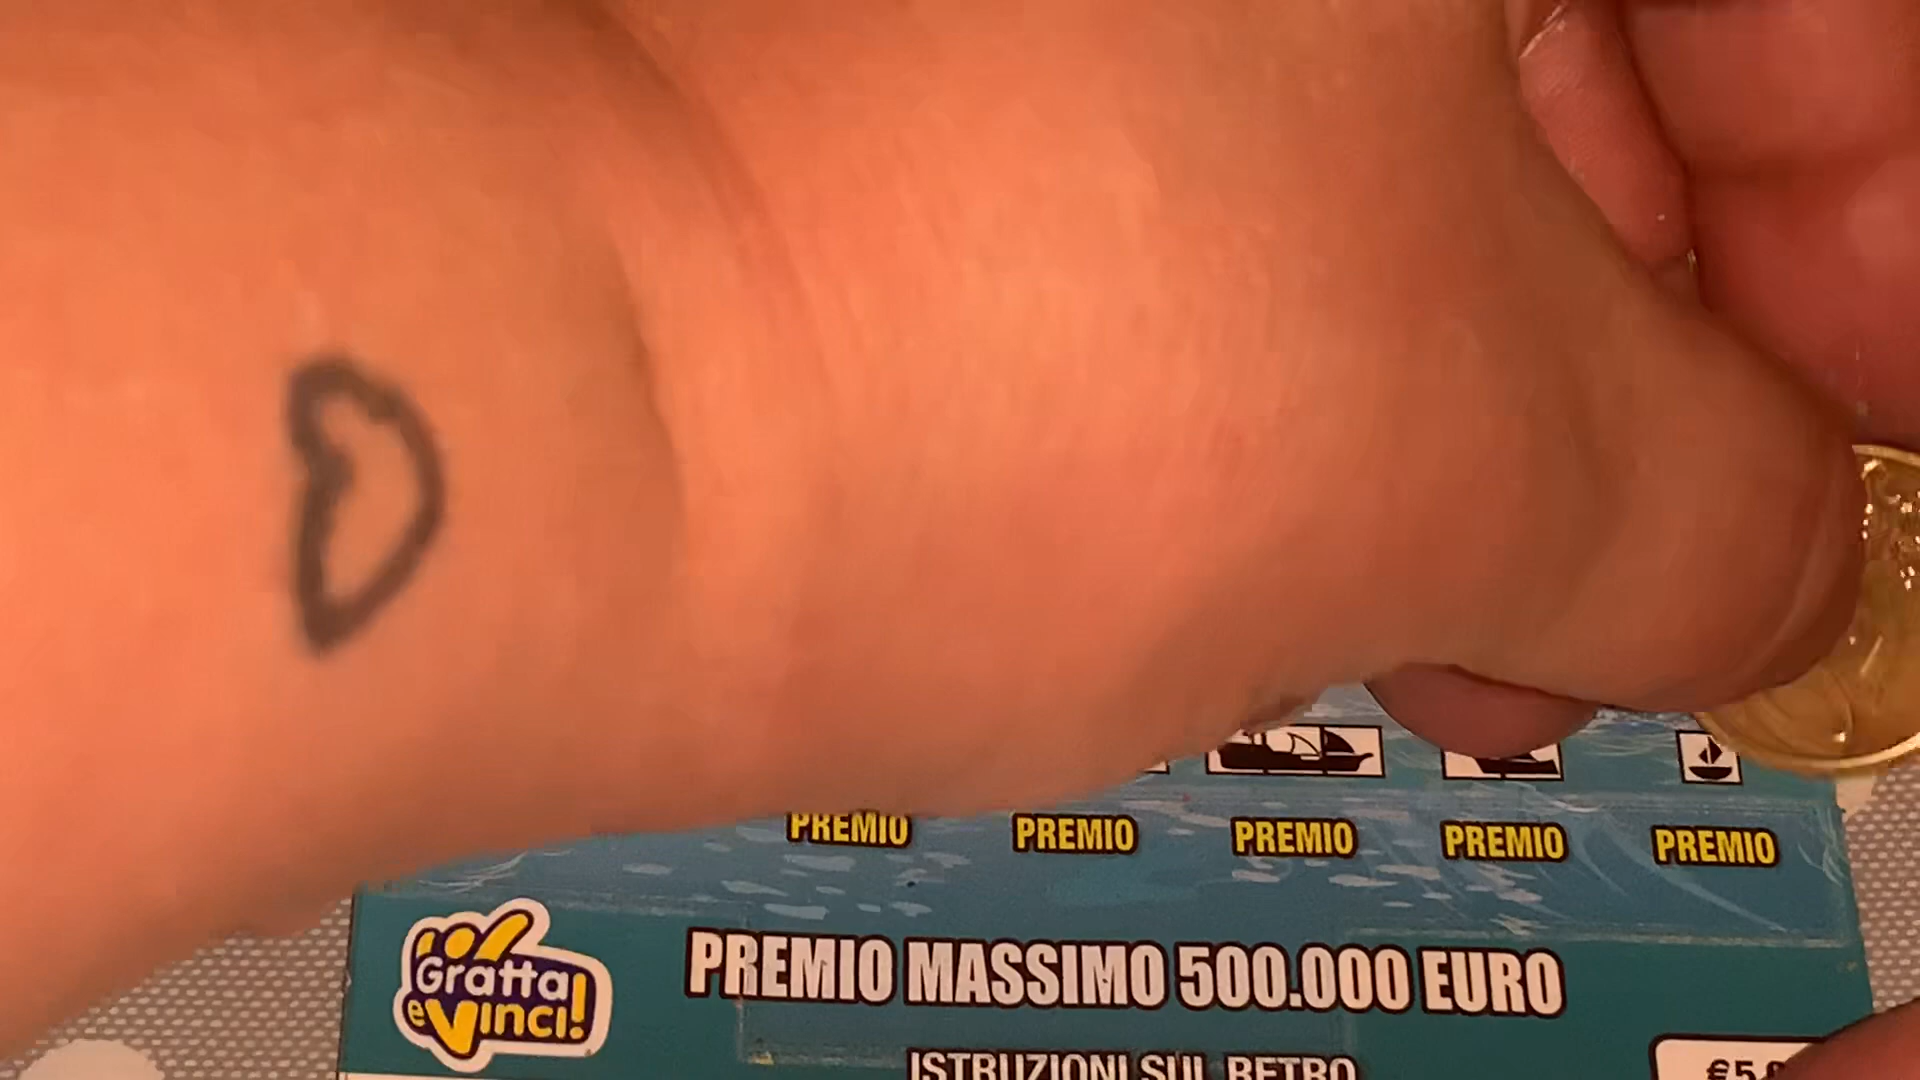 PREMIO PREMIO PREMIO PREMIO PREMIO
Gratta
e Vinci!
PREMIO MASSIMO 500.000 EURO
ISTRUZIONI SUL RETRO